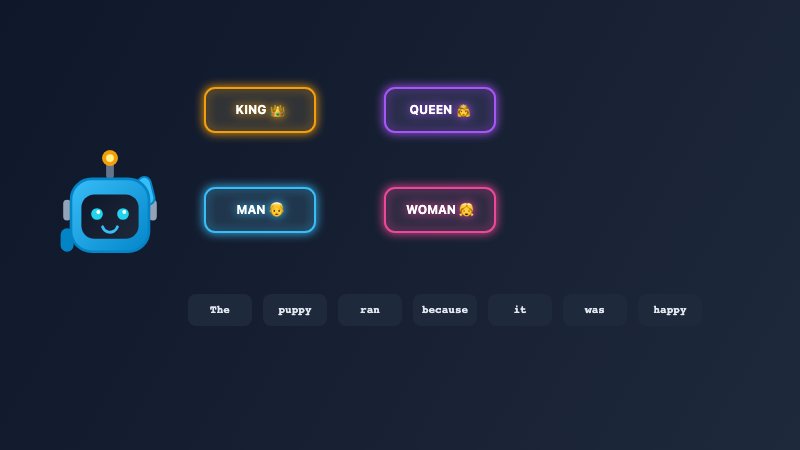 KING 👑 QUEEN 👸
MAN 👨 WOMAN 👩
The puppy ran because it was happy